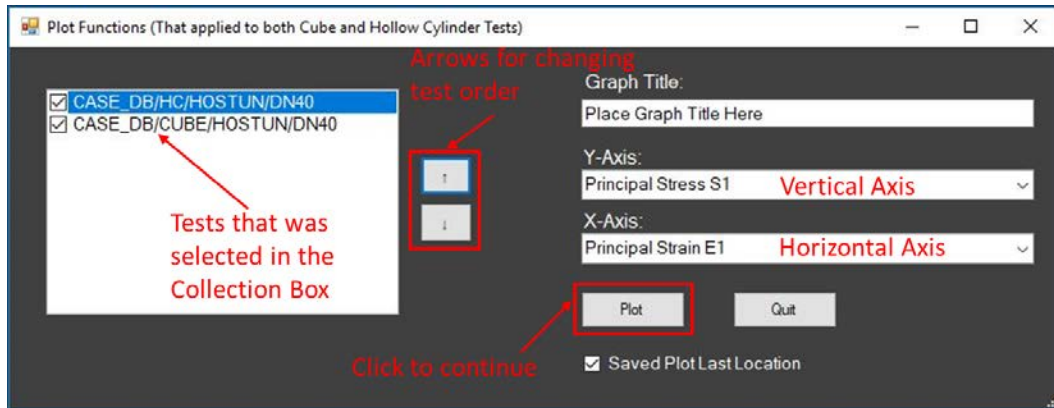 Plot Functions (That applied to both Cube and Hollow Cylinder Tests)
Arrows for changing
test order
CASE_DB/HC/HOSTUN/DN40
CASE_DB/CUBE/HOSTUN/DN40
Tests that was
selected in the
Collection Box
↑
↓
Graph Title:
Place Graph Title Here
Y-Axis:
Principal Stress S1 Vertical Axis
X-Axis:
Principal Strain E1 Horizontal Axis
Plot Quit
Click to continue
Saved Plot Last Location